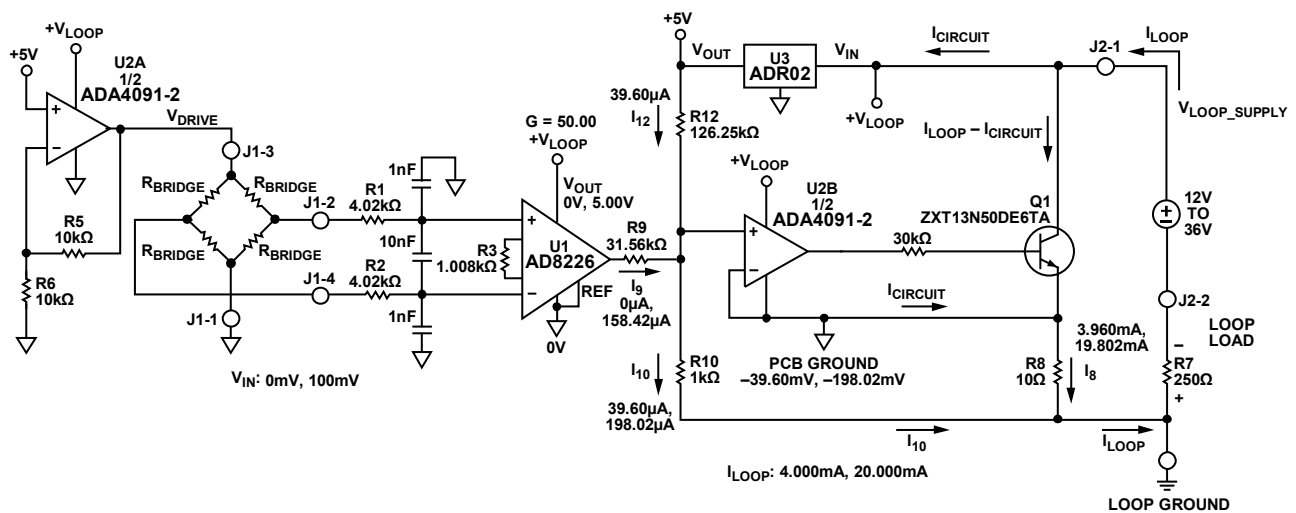 +VLOOP
+5V
U2A
1/2
ADA4091-2
VDRIVE
J1-3
RBRIDGE
RBRIDGE
RBRIDGE
RBRIDGE
R5
10kΩ
R6
10kΩ
J1-2
J1-4
J1-1
R1
4.02kΩ
R2
4.02kΩ
1nF
10nF
1nF
VIN: 0mV, 100mV
G = 50.00
+VLOOP
VOUT
0V, 5.00V
+
−
+
−
R3
1.008kΩ
U1
AD8226
REF
0V
R9
31.56kΩ
I9
0µA,
158.42µA
+5V
VOUT
U3
ADR02
VIN
39.60µA
I12
R12
126.25kΩ
+VLOOP
ICIRCUIT
J2-1
ILOOP
VLOOP_SUPPLY
ILOOP – ICIRCUIT
+VLOOP
U2B
1/2
ADA4091-2
+
−
30kΩ
Q1
ZXT13N50DE6TA
12V
TO
36V
+
−
ICIRCUIT
J2-2
LOOP
LOAD
I10
R10
1kΩ
39.60µA,
198.02µA
PCB GROUND
–39.60mV, –198.02mV
3.960mA,
19.802mA
R8
10Ω
I8
−
R7
250Ω
+
I10
ILOOP
ILOOP: 4.000mA, 20.000mA
LOOP GROUND